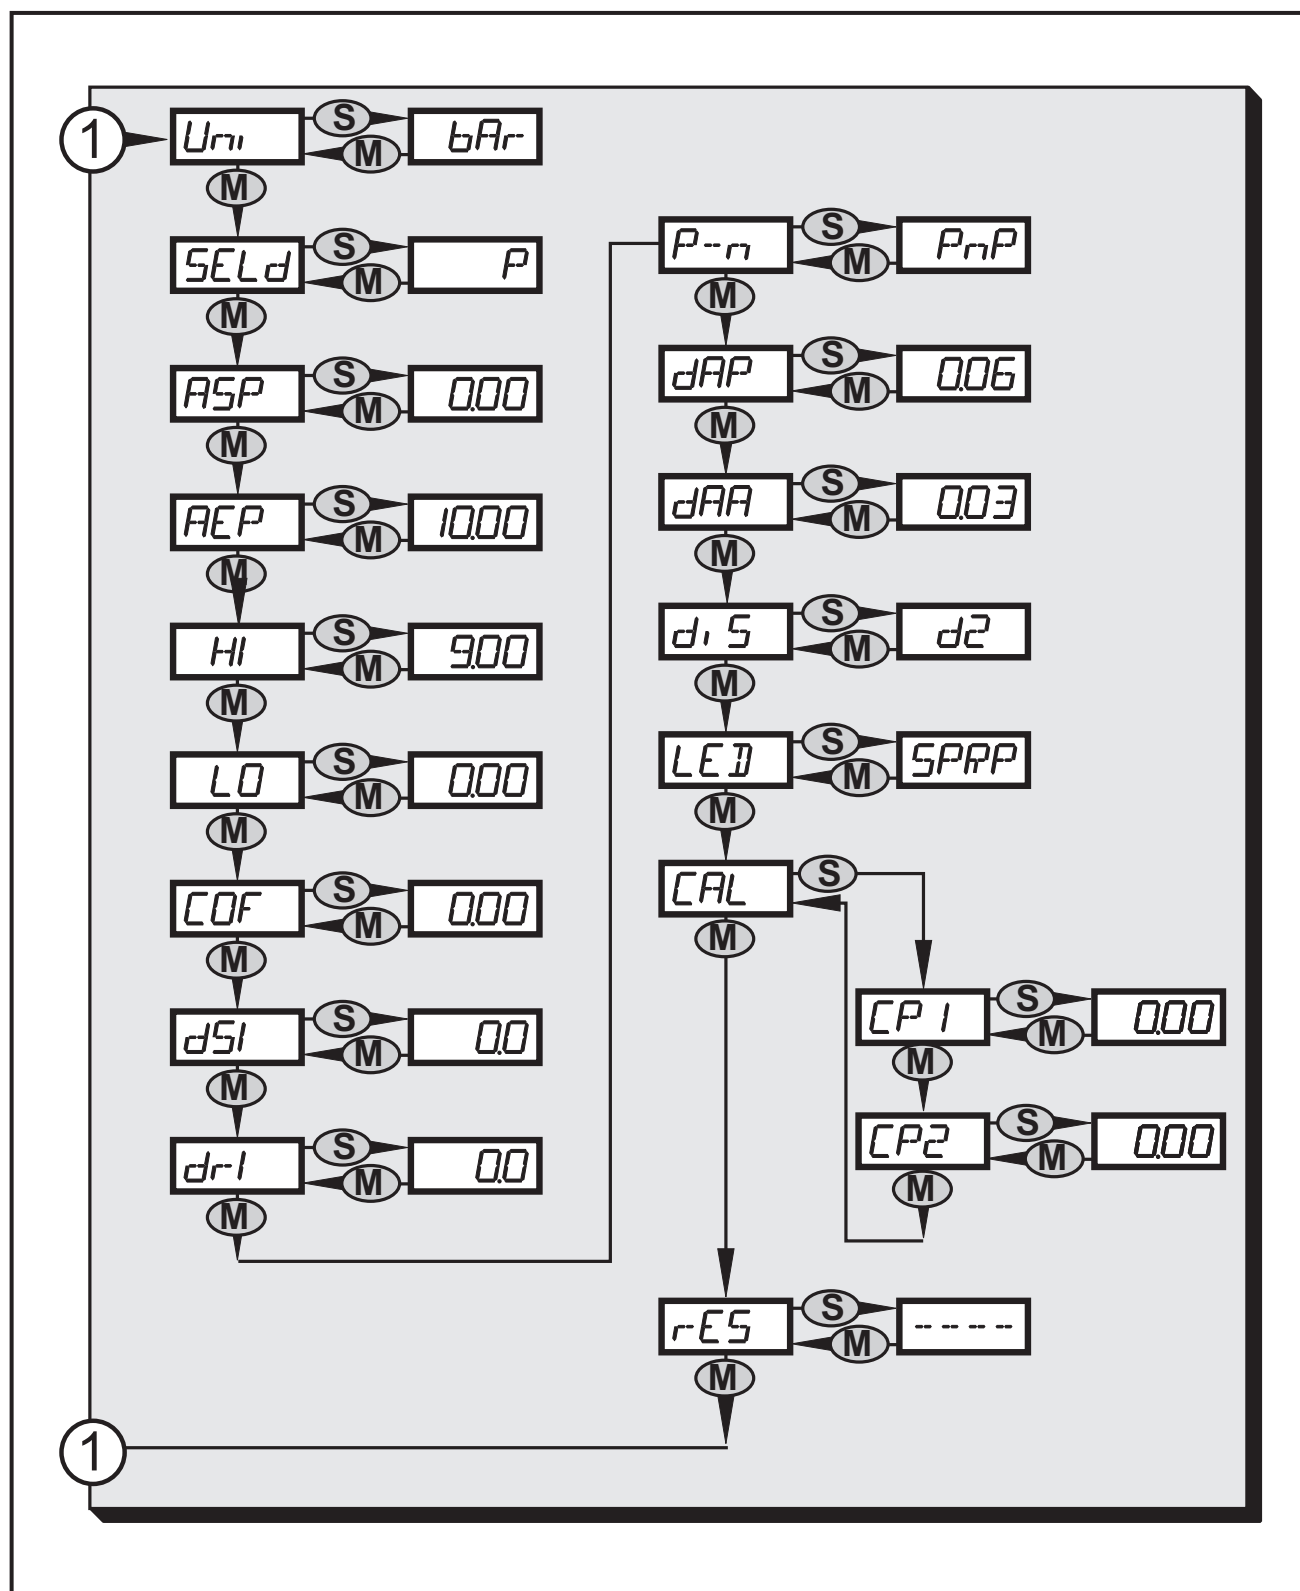 1 Uni S bAr
M
M
SELd S P
M
M
ASP S 0.00
M
M
AEP S 10.00
M
M
HI S 9.00
M
M
LO S 0.00
M
M
COF S 0.00
M
M
dS1 S 0.0
M
M
dr1 S 0.0
M
M
P-n S PnP
M
M
dAP S 0.06
M
M
dAA S 0.03
M
M
diS S d2
M
M
LED S
M
M
CAL S
M
CP1 S 0.00
M
M
CP2 S 0.00
M
M
rES S ----
M
M
1